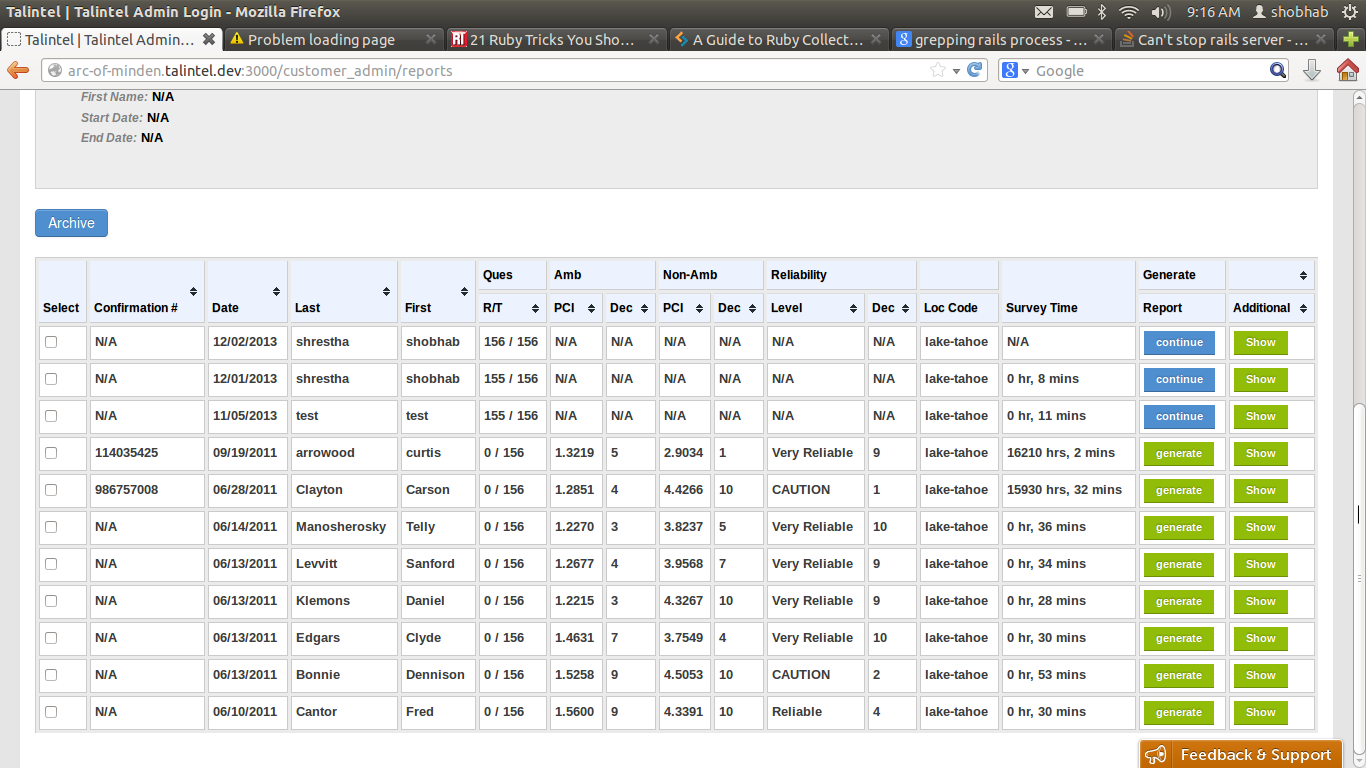 Talintel | Talintel Admin Login - Mozilla Firefox 9:16 AM shobhab
Talintel | Talintel Admin... Problem loading page RT 21 Ruby Tricks You Sho... A Guide to Ruby Collect... grepping rails process - ... Can't stop rails server - ...
arc-of-minden.talintel.dev:3000/customer_admin/reports Google
First Name: N/A
Start Date: N/A
End Date: N/A
Archive
Ques Amb Non-Amb Reliability Generate
Select Confirmation # Date Last First R/T PCI Dec PCI Dec Level Dec Loc Code Survey Time Report Additional
N/A 12/02/2013 shrestha shobhab 156 / 156 N/A N/A N/A N/A N/A N/A lake-tahoe N/A continue Show
N/A 12/01/2013 shrestha shobhab 155 / 156 N/A N/A N/A N/A N/A N/A lake-tahoe 0 hr, 8 mins continue Show
N/A 11/05/2013 test test 155 / 156 N/A N/A N/A N/A N/A N/A lake-tahoe 0 hr, 11 mins continue Show
114035425 09/19/2011 arrowood curtis 0 / 156 1.3219 5 2.9034 1 Very Reliable 9 lake-tahoe 16210 hrs, 2 mins generate Show
986757008 06/28/2011 Clayton Carson 0 / 156 1.2851 4 4.4266 10 CAUTION 1 lake-tahoe 15930 hrs, 32 mins generate Show
N/A 06/14/2011 Manosherosky Telly 0 / 156 1.2270 3 3.8237 5 Very Reliable 10 lake-tahoe 0 hr, 36 mins generate Show
N/A 06/13/2011 Levvitt Sanford 0 / 156 1.2677 4 3.9568 7 Very Reliable 9 lake-tahoe 0 hr, 34 mins generate Show
N/A 06/13/2011 Klemons Daniel 0 / 156 1.2215 3 4.3267 10 Very Reliable 9 lake-tahoe 0 hr, 28 mins generate Show
N/A 06/13/2011 Edgars Clyde 0 / 156 1.4631 7 3.7549 4 Very Reliable 10 lake-tahoe 0 hr, 30 mins generate Show
N/A 06/13/2011 Bonnie Dennison 0 / 156 1.5258 9 4.5053 10 CAUTION 2 lake-tahoe 0 hr, 53 mins generate Show
N/A 06/10/2011 Cantor Fred 0 / 156 1.5600 9 4.3391 10 Reliable 4 lake-tahoe 0 hr, 30 mins generate Show
Feedback & Support